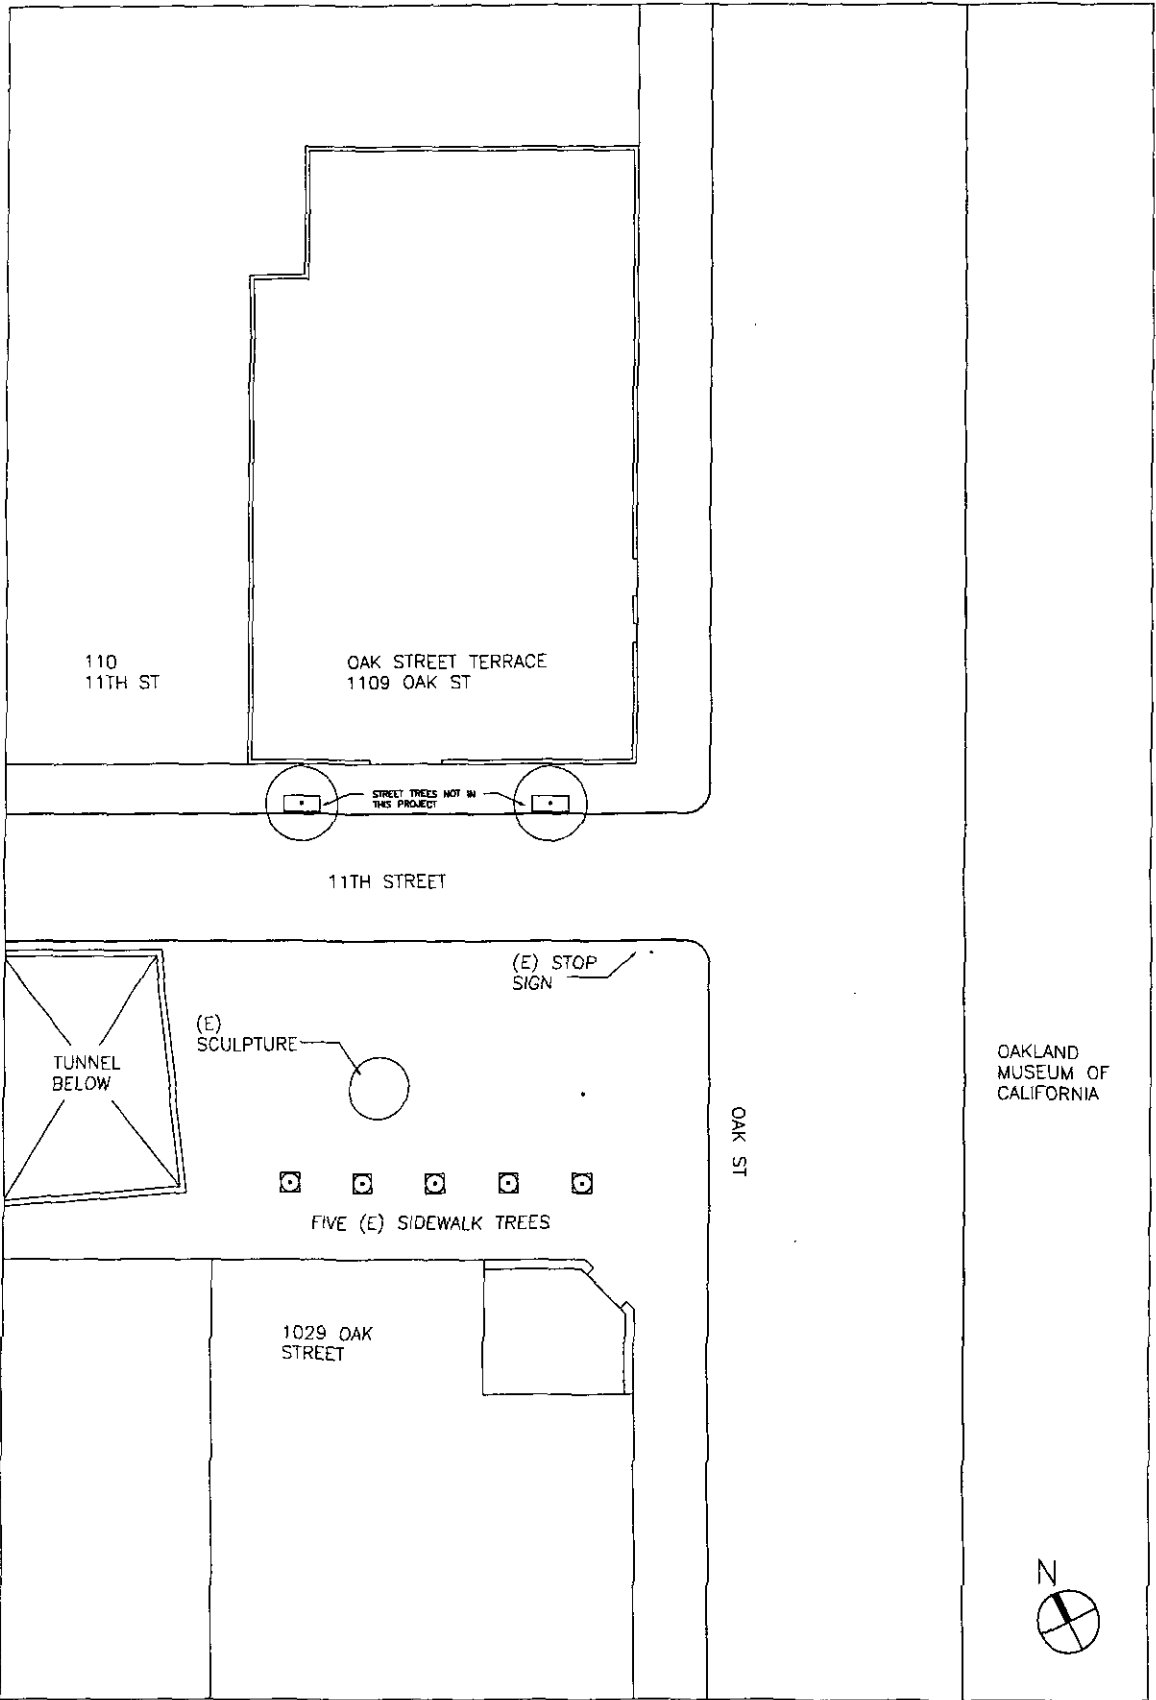 110
11TH ST
OAK STREET TERRACE
1109 OAK ST
STREET TREES NOT IN
THIS PROJECT
11TH STREET
(E) STOP
SIGN
(E)
SCULPTURE
TUNNEL
BELOW
OAKLAND
MUSEUM OF
CALIFORNIA
OAK ST
FIVE (E) SIDEWALK TREES
1029 OAK
STREET
N